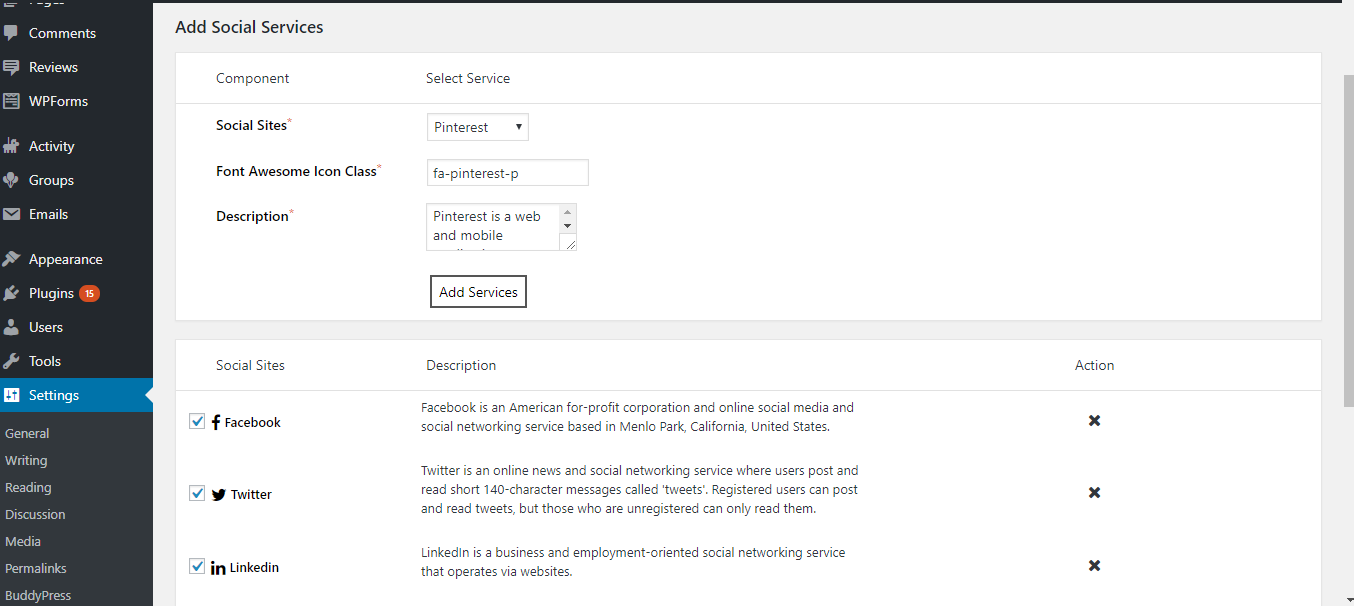 Comments
Reviews
WPForms
Activity
Groups
Emails
Appearance
Plugins 15
Users
Tools
Settings
General
Writing
Reading
Discussion
Media
Permalinks
BuddyPress
Add Social Services
Component Select Service
Social Sites* Pinterest
Font Awesome Icon Class* fa-pinterest-p
Description* Pinterest is a web
and mobile
Add Services
Social Sites Description Action
Facebook
Facebook is an American for-profit corporation and online social media and
social networking service based in Menlo Park, California, United States.
Twitter
Twitter is an online news and social networking service where users post and
read short 140-character messages called 'tweets'. Registered users can post
and read tweets, but those who are unregistered can only read them.
Linkedin
LinkedIn is a business and employment-oriented social networking service
that operates via websites.